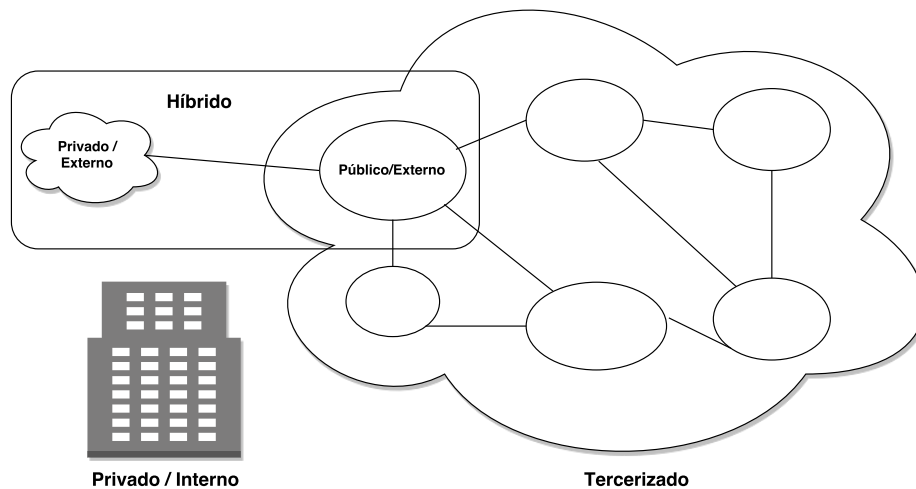 Híbrido
Privado /
Externo
Público/Externo
Privado / Interno
Tercerizado